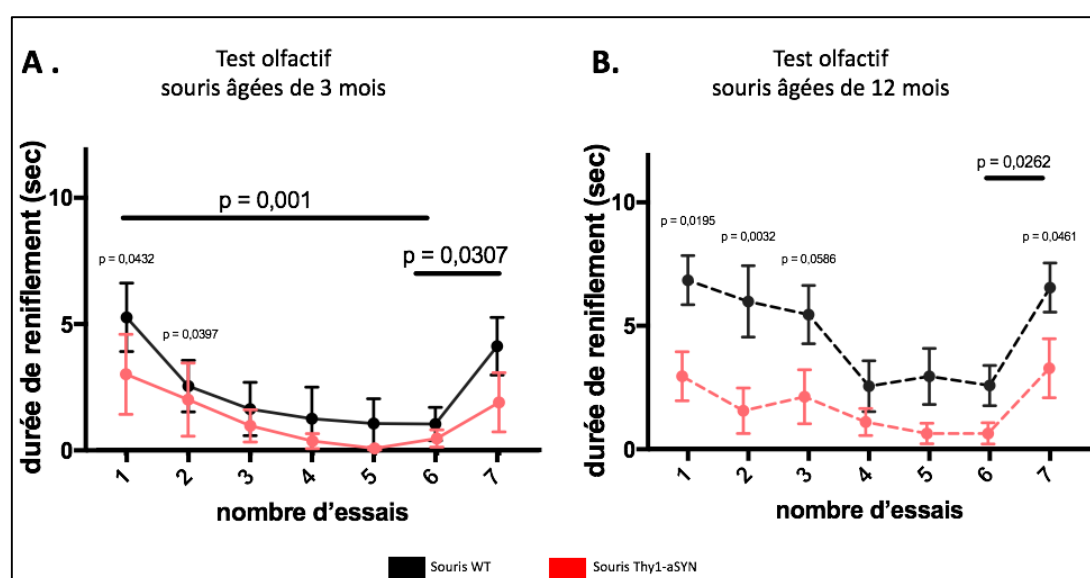 A .
Test olfactif
souris âgées de 3 mois
durée de reniflement (sec)
10
5
0
p = 0,001
p = 0,0307
p = 0,0432
p = 0,0397
1 2 3 4 5 6 7
nombre d'essais
B.
Test olfactif
souris âgées de 12 mois
durée de reniflement (sec)
10
5
0
p = 0,0262
p = 0,0195
p = 0,0032
p = 0,0586
p = 0,0461
1 2 3 4 5 6 7
nombre d'essais
Souris WT
Souris Thy1-aSYN